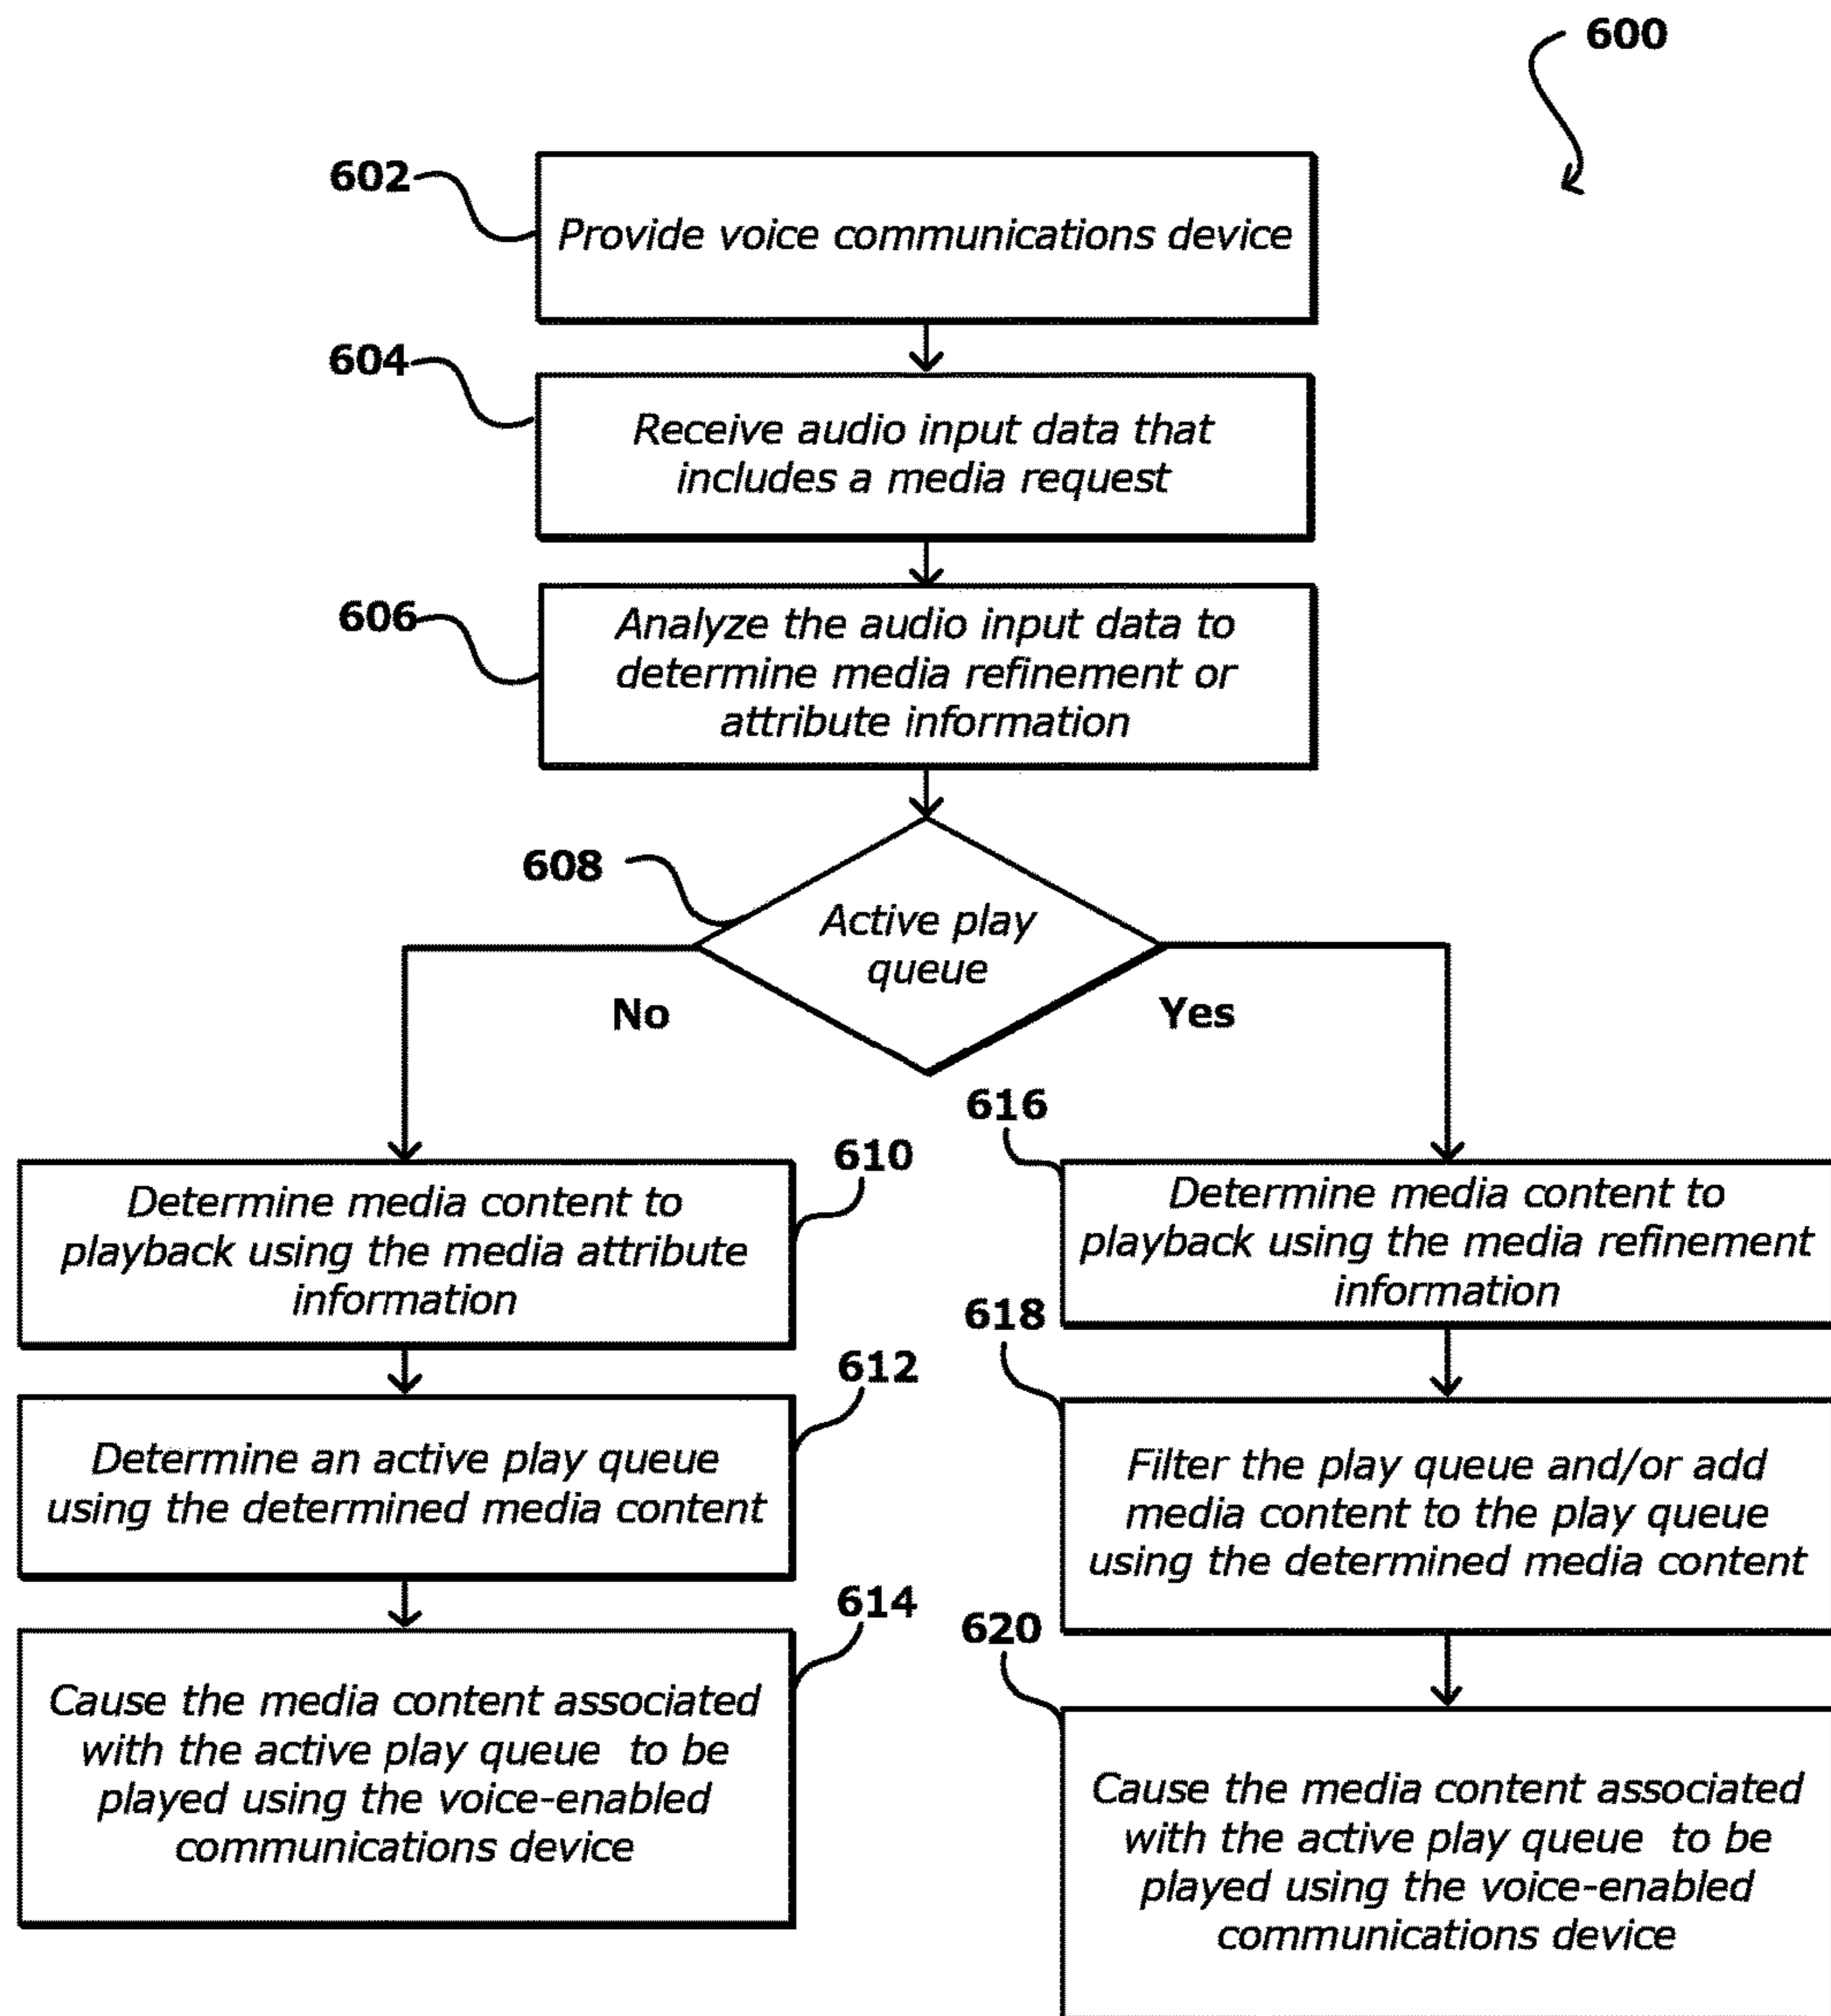 600
602
Provide voice communications device
604
Receive audio input data that
includes a media request
606
Analyze the audio input data to
determine media refinement or
attribute information
608
Active play
queue
No
Yes
610
Determine media content to
playback using the media attribute
information
612
Determine an active play queue
using the determined media content
614
Cause the media content associated
with the active play queue to be
played using the voice-enabled
communications device
616
Determine media content to
playback using the media refinement
information
618
Filter the play queue and/or add
media content to the play queue
using the determined media content
620
Cause the media content associated
with the active play queue to be
played using the voice-enabled
communications device